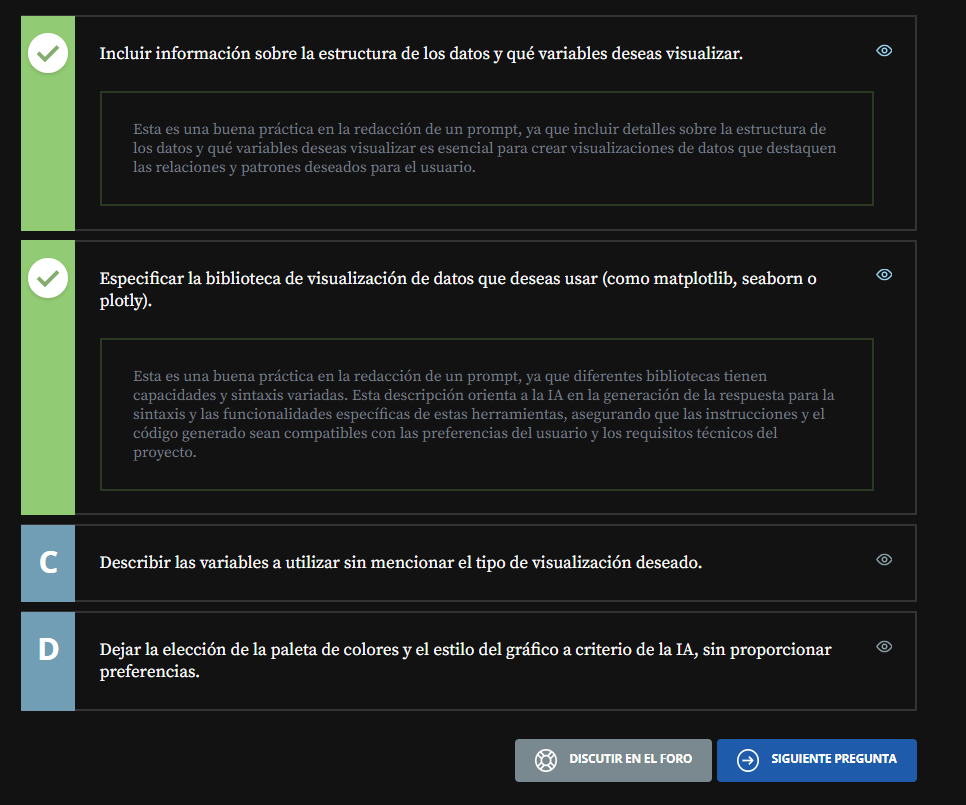 Incluir información sobre la estructura de los datos y qué variables deseas visualizar.
Esta es una buena práctica en la redacción de un prompt, ya que incluir detalles sobre la estructura de
los datos y qué variables deseas visualizar es esencial para crear visualizaciones de datos que destaquen
las relaciones y patrones deseados para el usuario.
Especificar la biblioteca de visualización de datos que deseas usar (como matplotlib, seaborn o
plotly).
Esta es una buena práctica en la redacción de un prompt, ya que diferentes bibliotecas tienen
capacidades y sintaxis variadas. Esta descripción orienta a la IA en la generación de la respuesta para la
sintaxis y las funcionalidades específicas de estas herramientas, asegurando que las instrucciones y el
código generado sean compatibles con las preferencias del usuario y los requisitos técnicos del
proyecto.
C
Describir las variables a utilizar sin mencionar el tipo de visualización deseado.
D
Dejar la elección de la paleta de colores y el estilo del gráfico a criterio de la IA, sin proporcionar
preferencias.
DISCUTIR EN EL FORO
SIGUIENTE PREGUNTA